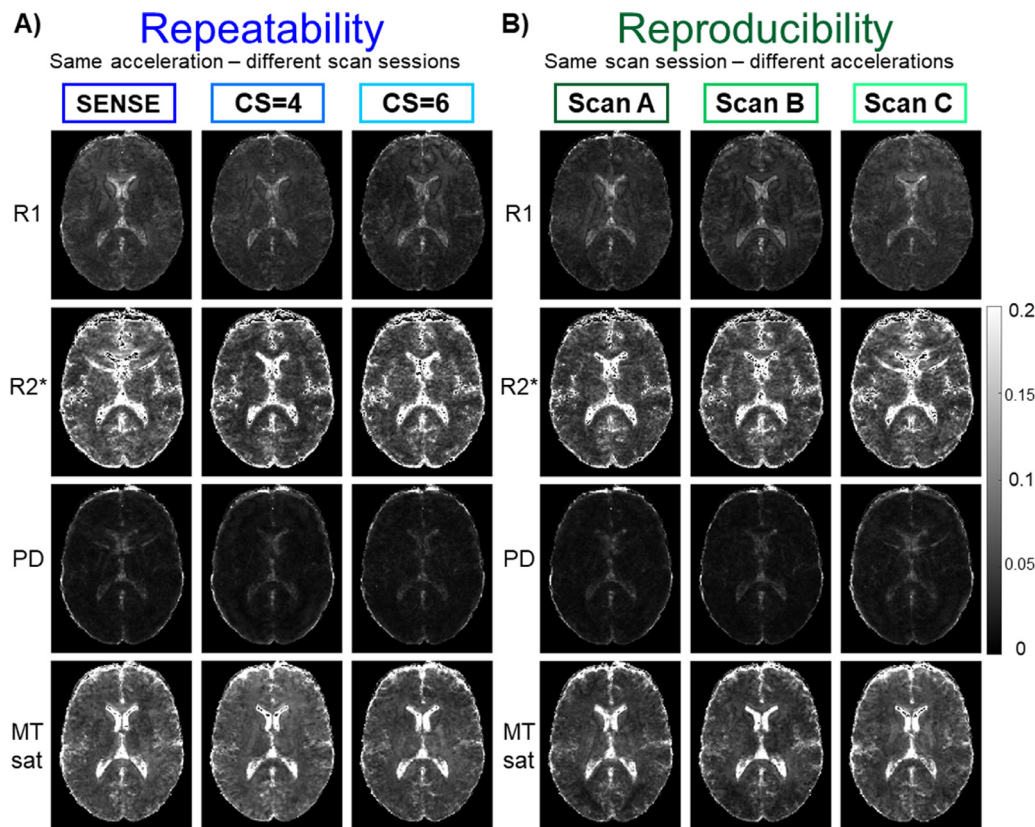 A)
Repeatability
Same acceleration – different scan sessions
SENSE
CS=4
CS=6
R1
R2*
PD
MT
sat
B)
Reproducibility
Same scan session – different accelerations
Scan A
Scan B
Scan C
R1
R2*
PD
MT
sat
0.2
0.15
0.1
0.05
0